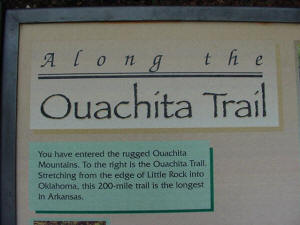 Along the
Ouachita Trail
You have entered the rugged Ouachita
Mountains. To the right is the Ouachita Trail.
Stretching from the edge of Little Rock into
Oklahoma, this 200-mile trail is the longest
in Arkansas.